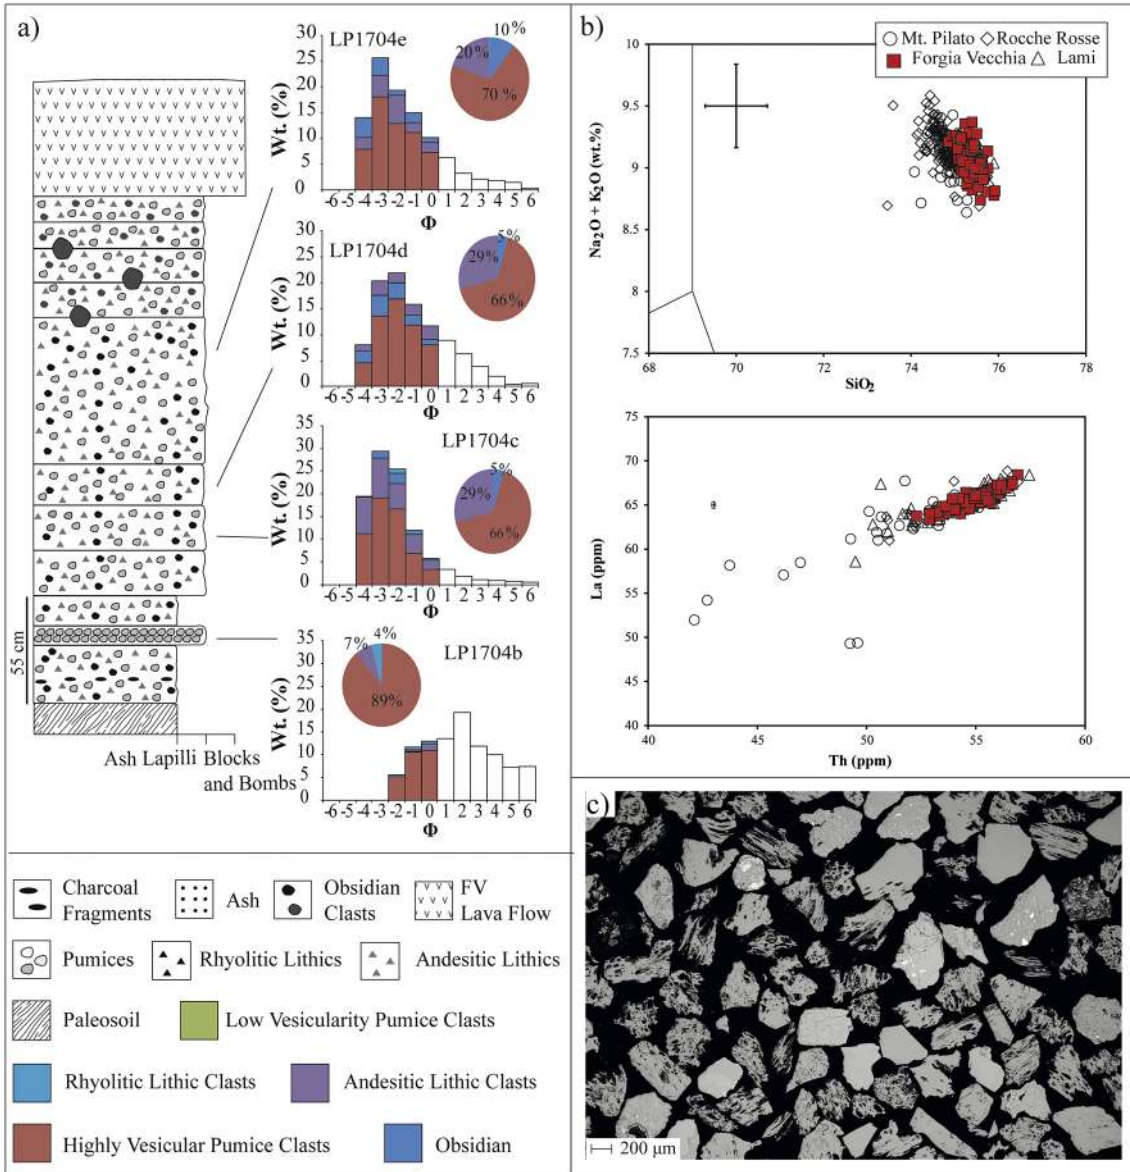 a)
LP1704e
Wt. (%)
30
25
20
15
10
5
0
10%
20%
70 %
-6 -5 -4 -3 -2 -1 0 1 2 3 4 5 6
Φ
LP1704d
Wt. (%)
30
25
20
15
10
5
0
5%
29%
66%
-6 -5 -4 -3 -2 -1 0 1 2 3 4 5 6
Φ
LP1704c
Wt. (%)
35
30
25
20
15
10
5
0
5%
29%
66%
-6 -5 -4 -3 -2 -1 0 1 2 3 4 5 6
Φ
LP1704b
Wt. (%)
35
30
25
20
15
10
5
0
4%
7%
89%
-6 -5 -4 -3 -2 -1 0 1 2 3 4 5 6
Φ
55 cm
Ash Lapilli Blocks
and Bombs
Charcoal
Fragments
Ash
Obsidian
Clasts
FV
Lava Flow
Pumices
Rhyolitic Lithics
Andesitic Lithics
Paleosoil
Low Vesicularity Pumice Clasts
Rhyolitic Lithic Clasts
Andesitic Lithic Clasts
Highly Vesicular Pumice Clasts
Obsidian
b)
Mt. Pilato Rocche Rosse
Forgia Vecchia Lami
Na2O + K2O (wt.%)
10
9.5
9
8.5
8
7.5
68 70 72 74 76 78
SiO2
La (ppm)
75
70
65
60
55
50
45
40
40 45 50 55 60
Th (ppm)
c)
200 µm